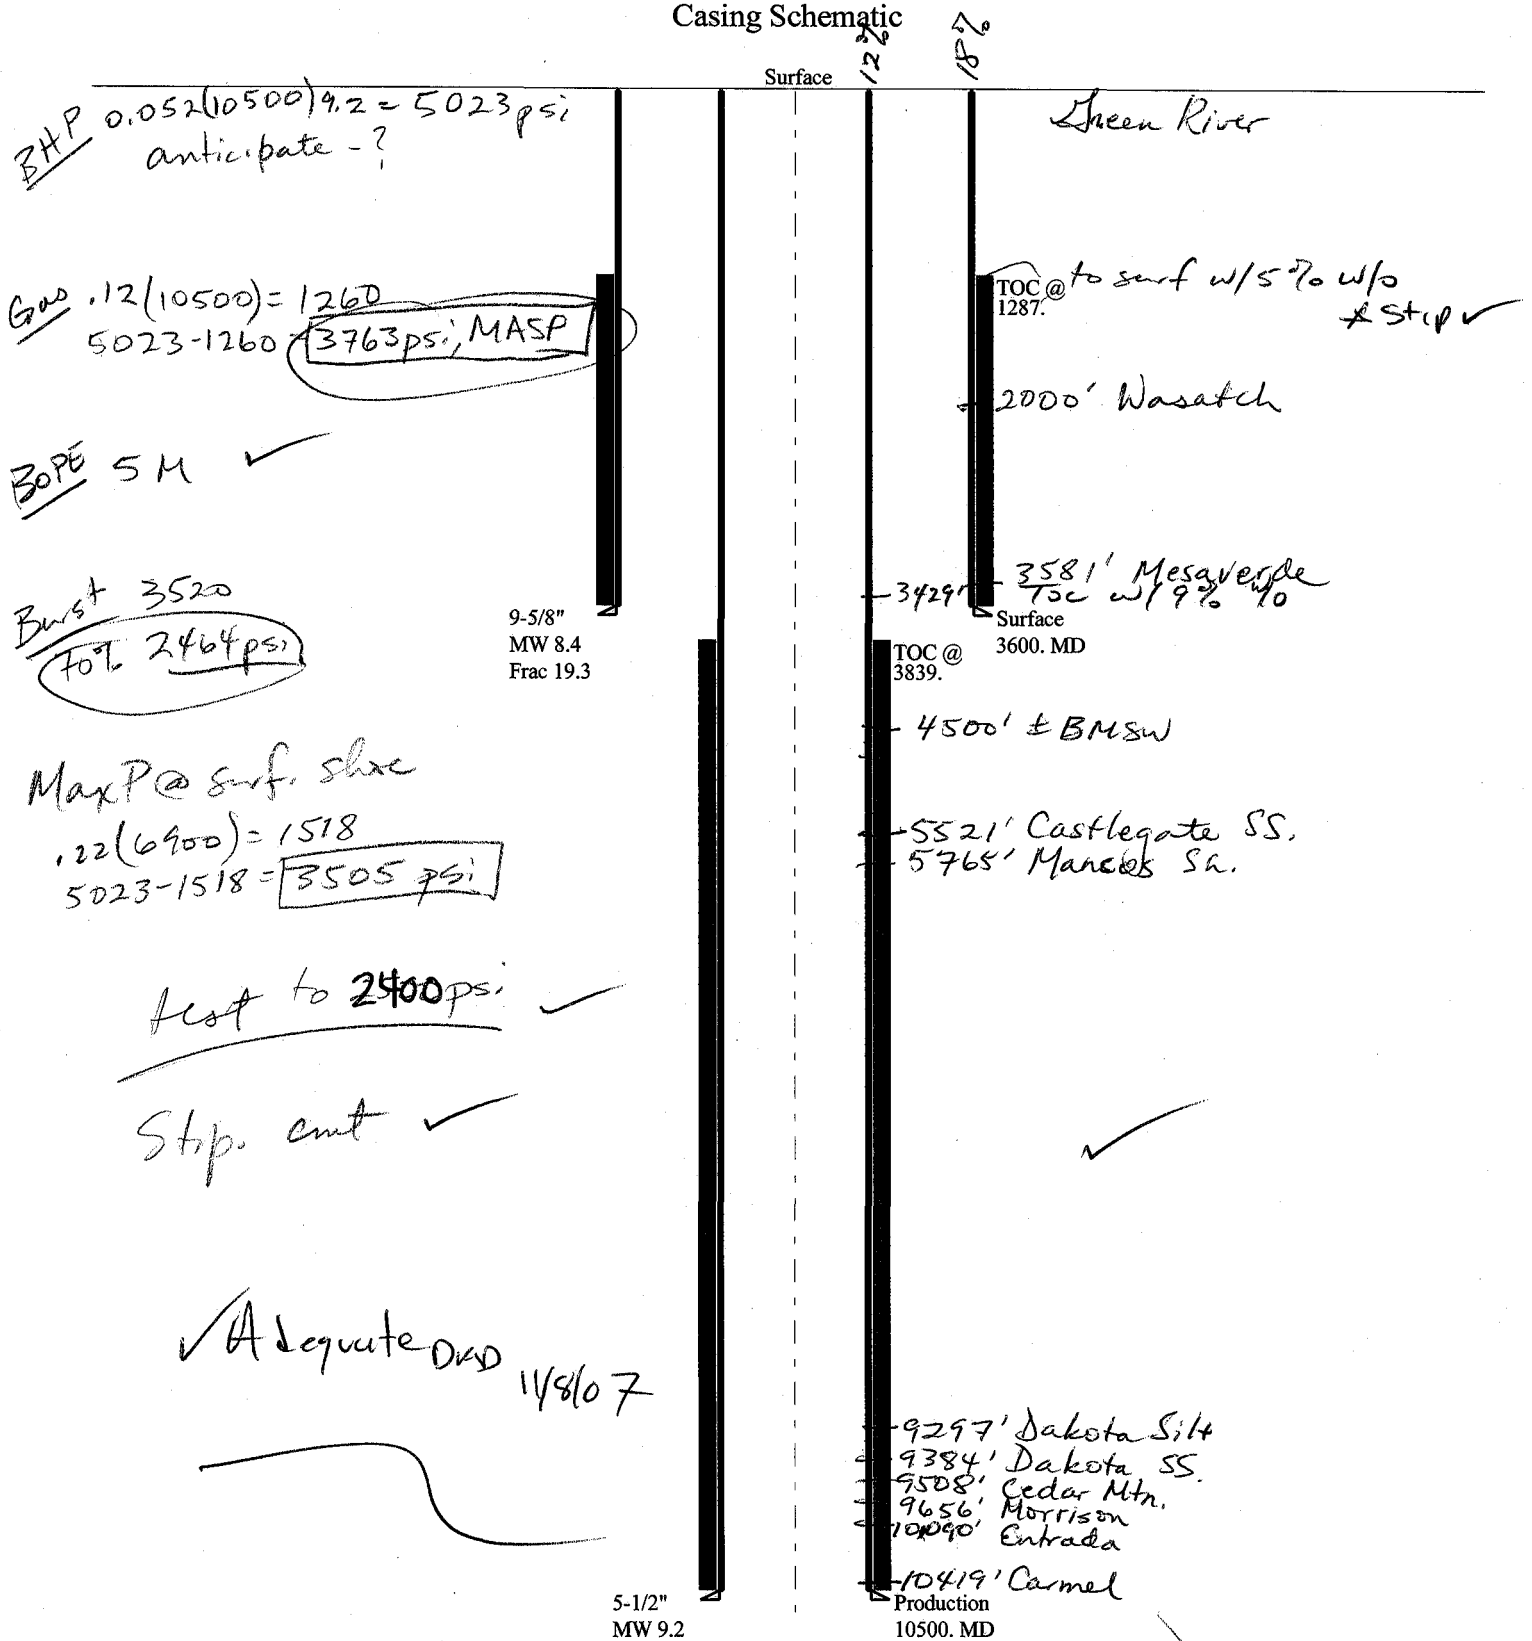 Casing Schematic
12%
18%
Surface
BHP 0.052(10500)9.2 = 5023psi
anticipate - ?
Green River
Gas .12(10500)= 1260
5023-1260 = 3763psi, MASP
TOC @
1287.
to surf w/5% w/o
* Stip ✓
2000' Wasatch
BOPE 5 M ✓
3581' Mesaverde
3429' TOC w/ 9% w/o
Burst 3520
70% 2464psi
9-5/8"
MW 8.4
Frac 19.3
Surface
3600. MD
TOC @
3839.
4500' ± BMSW
MaxP@ surf. shoe
.22(6900)= 1518
5023-1518 = 3505 psi
5521' Castlegate SS.
5765' Mancos Sh.
test to 2400psi ✓
Stip. cmt ✓
✓
✓ Adequate DKD
11/8/07
9297' Dakota Silt
9384' Dakota SS.
9508' Cedar Mtn.
9656' Morrison
10,090' Entrada
10419' Carmel
5-1/2"
MW 9.2
Production
10500. MD